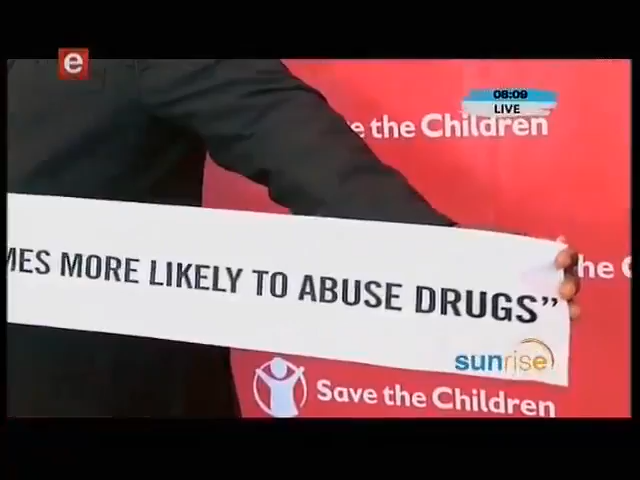 e
08:09
LIVE
e the Children
MES MORE LIKELY TO ABUSE DRUGS”
he C
sunrise
Save the Children